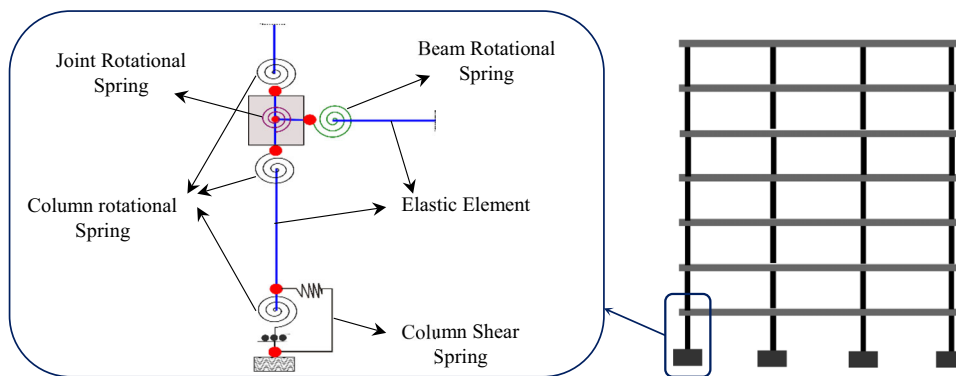 Joint Rotational
Spring
Beam Rotational
Spring
Column rotational
Spring
Elastic Element
Column Shear
Spring